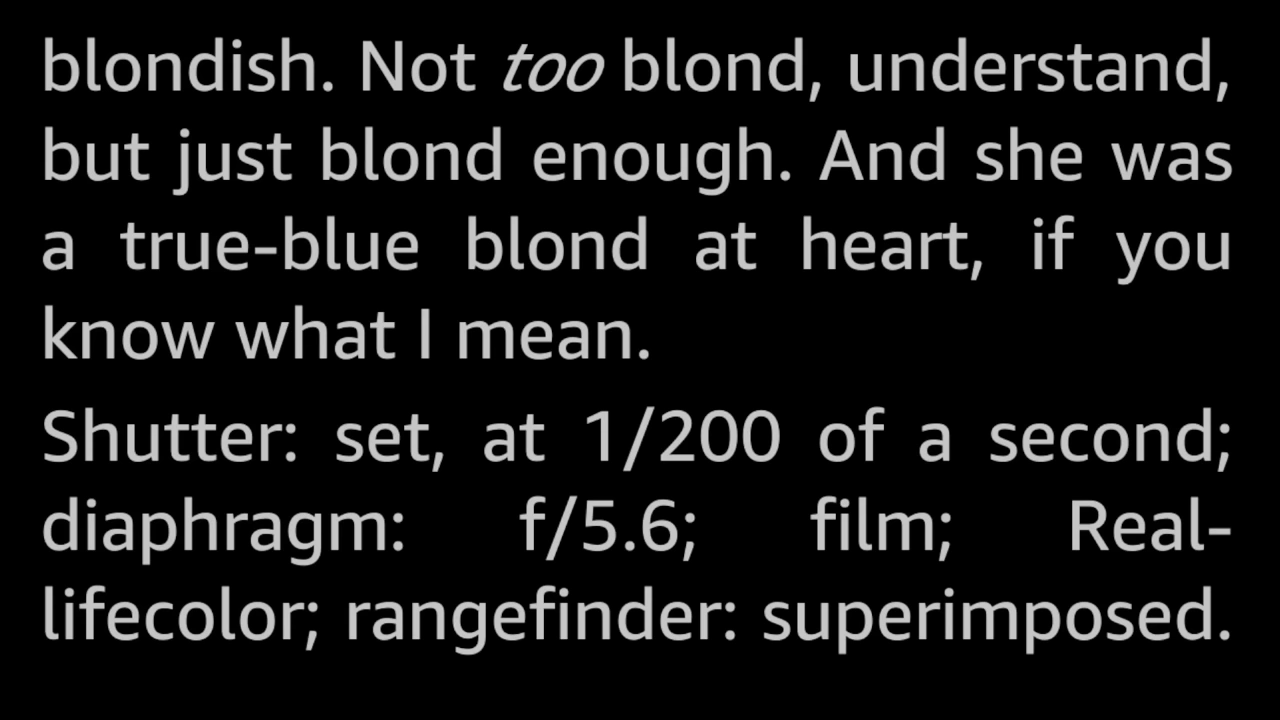 blondish. Not too blond, understand,
but just blond enough. And she was
a true-blue blond at heart, if you
know what I mean.
Shutter: set, at 1/200 of a second;
diaphragm: f/5.6; film; Real-
lifecolor; rangefinder: superimposed.